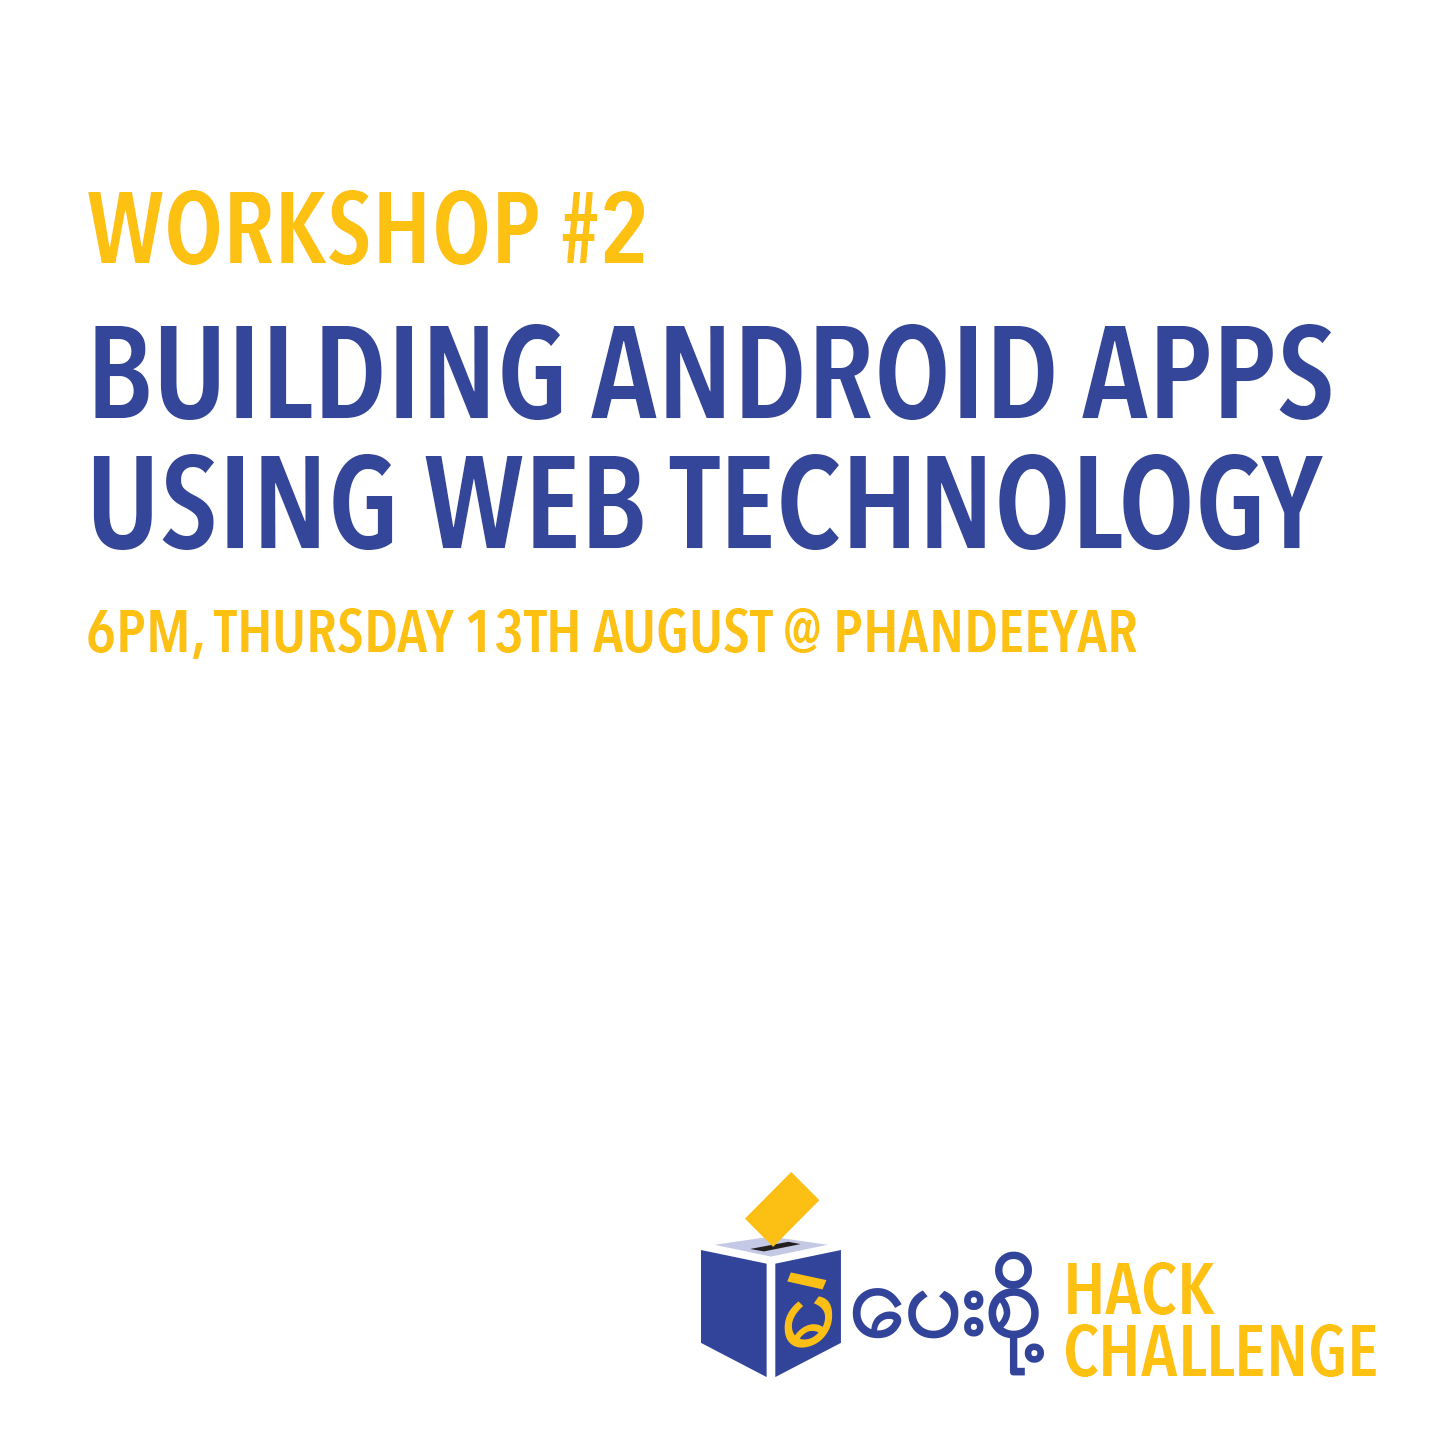 WORKSHOP #2
BUILDING ANDROID APPS
USING WEB TECHNOLOGY
6PM, THURSDAY 13TH AUGUST @ PHANDEEYAR
မဲပေးစို့
HACK
CHALLENGE